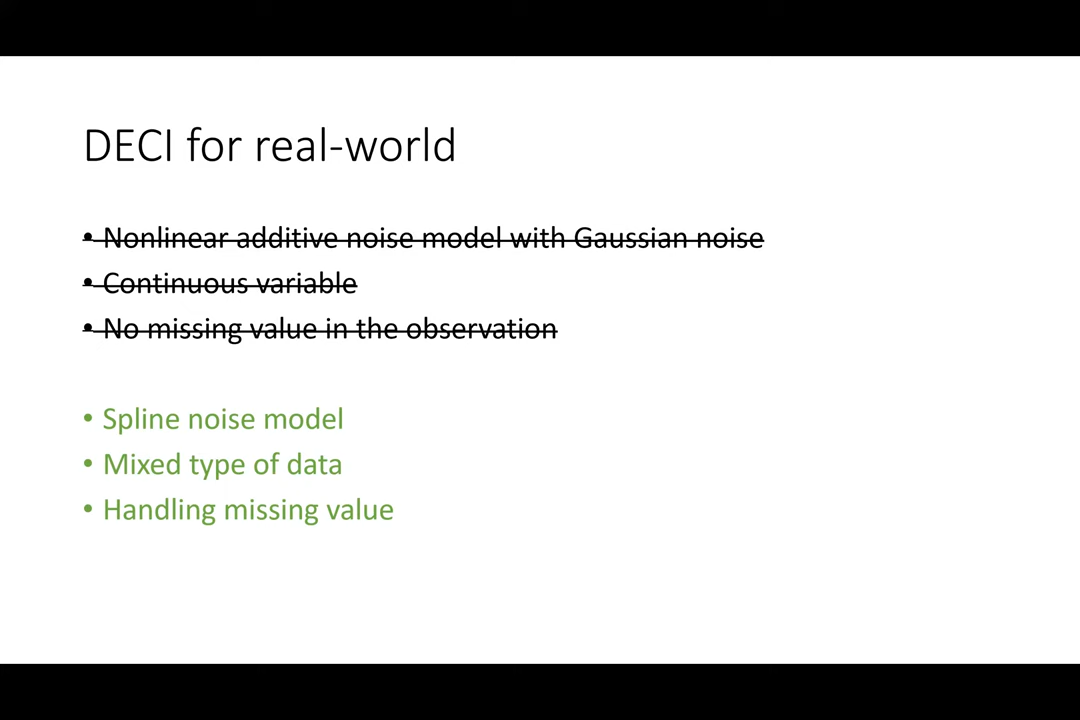 DECI for real-world
• Nonlinear additive noise model with Gaussian noise
• Continuous variable
• No missing value in the observation
• Spline noise model
• Mixed type of data
• Handling missing value